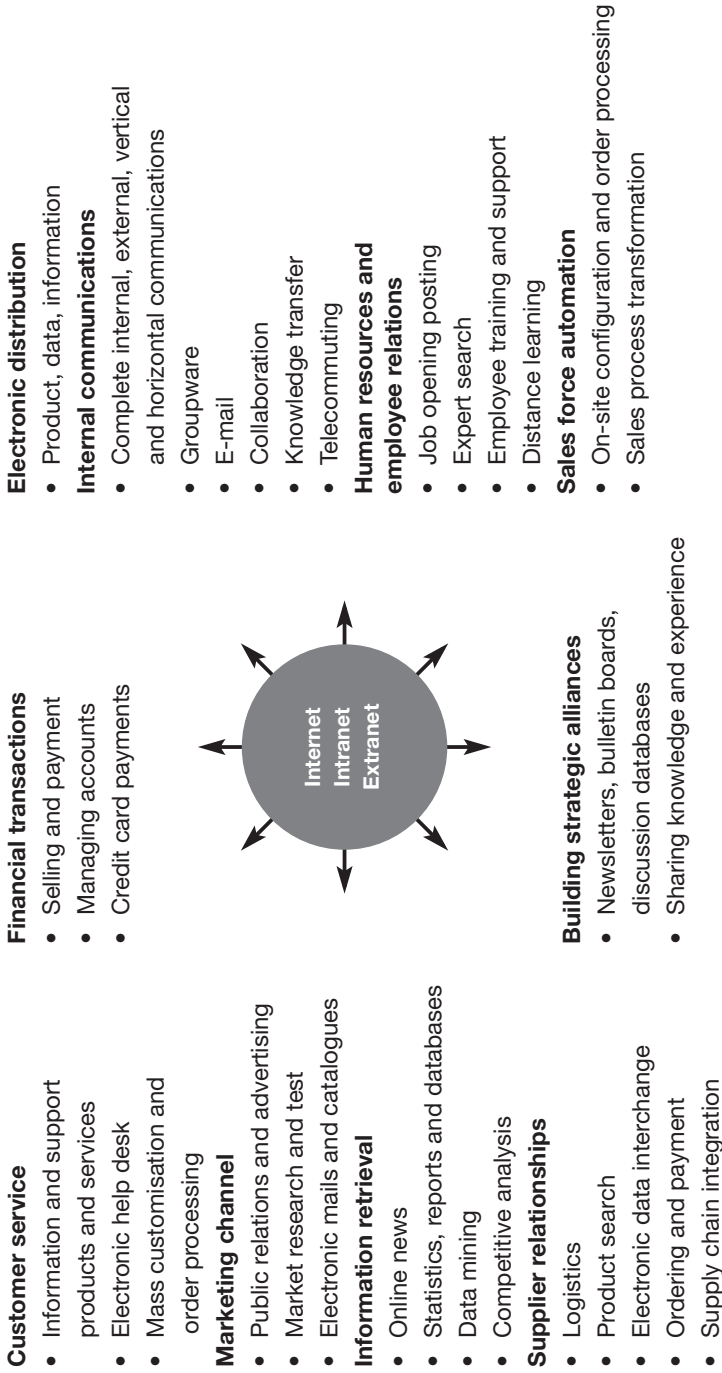 Customer service
• Information and support
products and services
• Electronic help desk
• Mass customisation and
order processing
Marketing channel
• Public relations and advertising
• Market research and test
• Electronic mails and catalogues
Information retrieval
• Online news
• Statistics, reports and databases
• Data mining
• Competitive analysis
Supplier relationships
• Logistics
• Product search
• Electronic data interchange
• Ordering and payment
• Supply chain integration
Financial transactions
• Selling and payment
• Managing accounts
• Credit card payments
Internet
Intranet
Extranet
Building strategic alliances
• Newsletters, bulletin boards,
discussion databases
• Sharing knowledge and experience
Electronic distribution
• Product, data, information
Internal communications
• Complete internal, external, vertical
and horizontal communications
• Groupware
• E-mail
• Collaboration
• Knowledge transfer
• Telecommuting
Human resources and
employee relations
• Job opening posting
• Expert search
• Employee training and support
• Distance learning
Sales force automation
• On-site configuration and order processing
• Sales process transformation